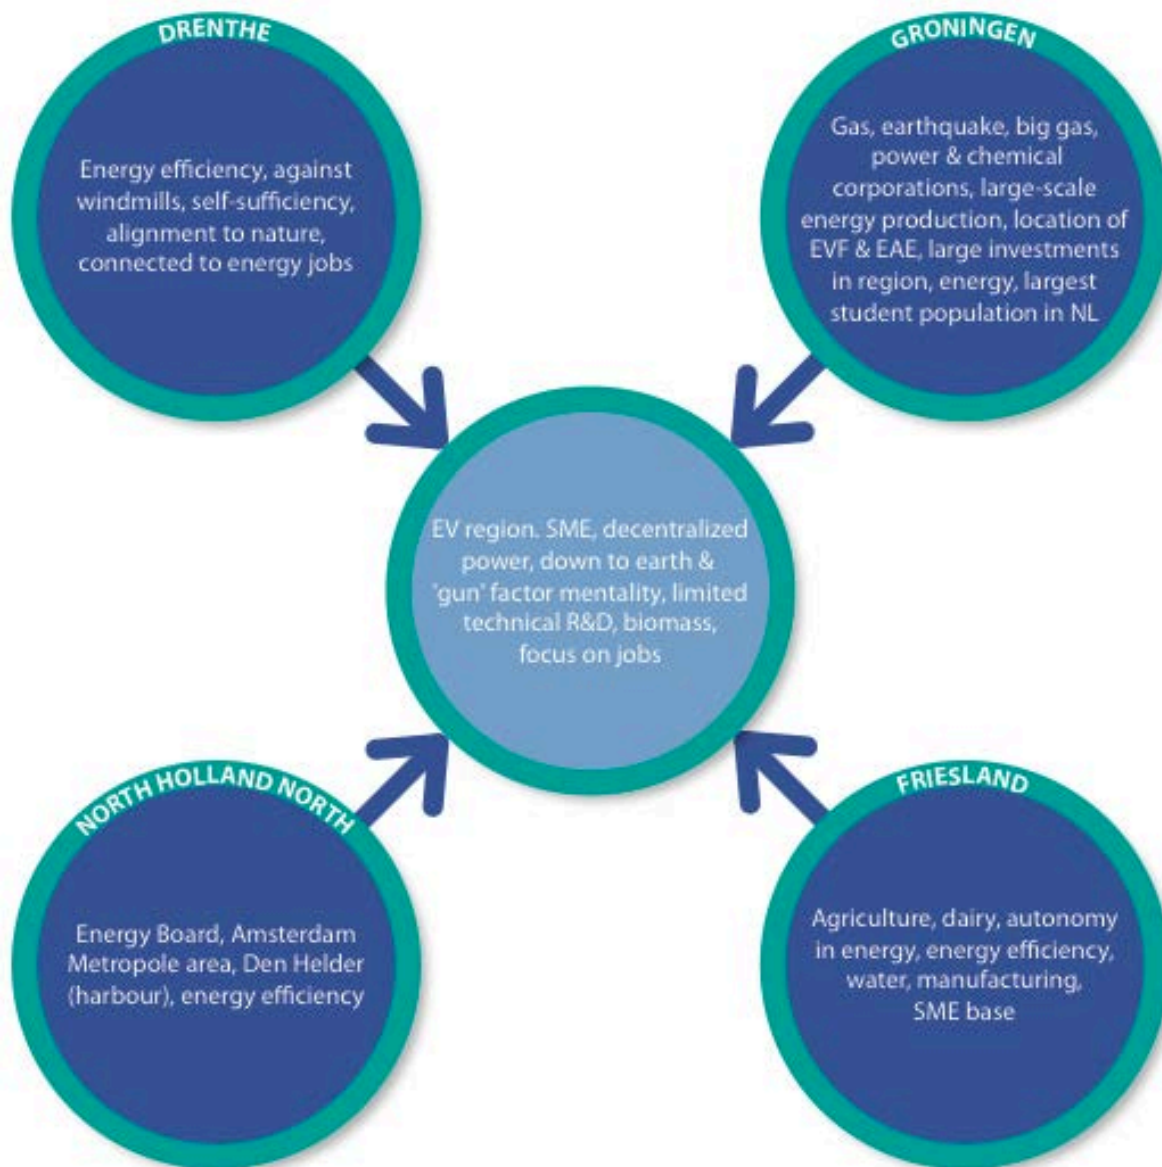 DRENTHE
Energy efficiency, against
windmills, self-sufficiency,
alignment to nature,
connected to energy jobs
GRONINGEN
Gas, earthquake, big gas,
power & chemical
corporations, large-scale
energy production, location of
EVF & EAE, large investments
in region, energy, largest
student population in NL
EV region. SME, decentralized
power, down to earth &
'gun' factor mentality, limited
technical R&D, biomass,
focus on jobs
NORTH HOLLAND NORTH
Energy Board, Amsterdam
Metropole area, Den Helder
(harbour), energy efficiency
FRIESLAND
Agriculture, dairy, autonomy
in energy, energy efficiency,
water, manufacturing,
SME base